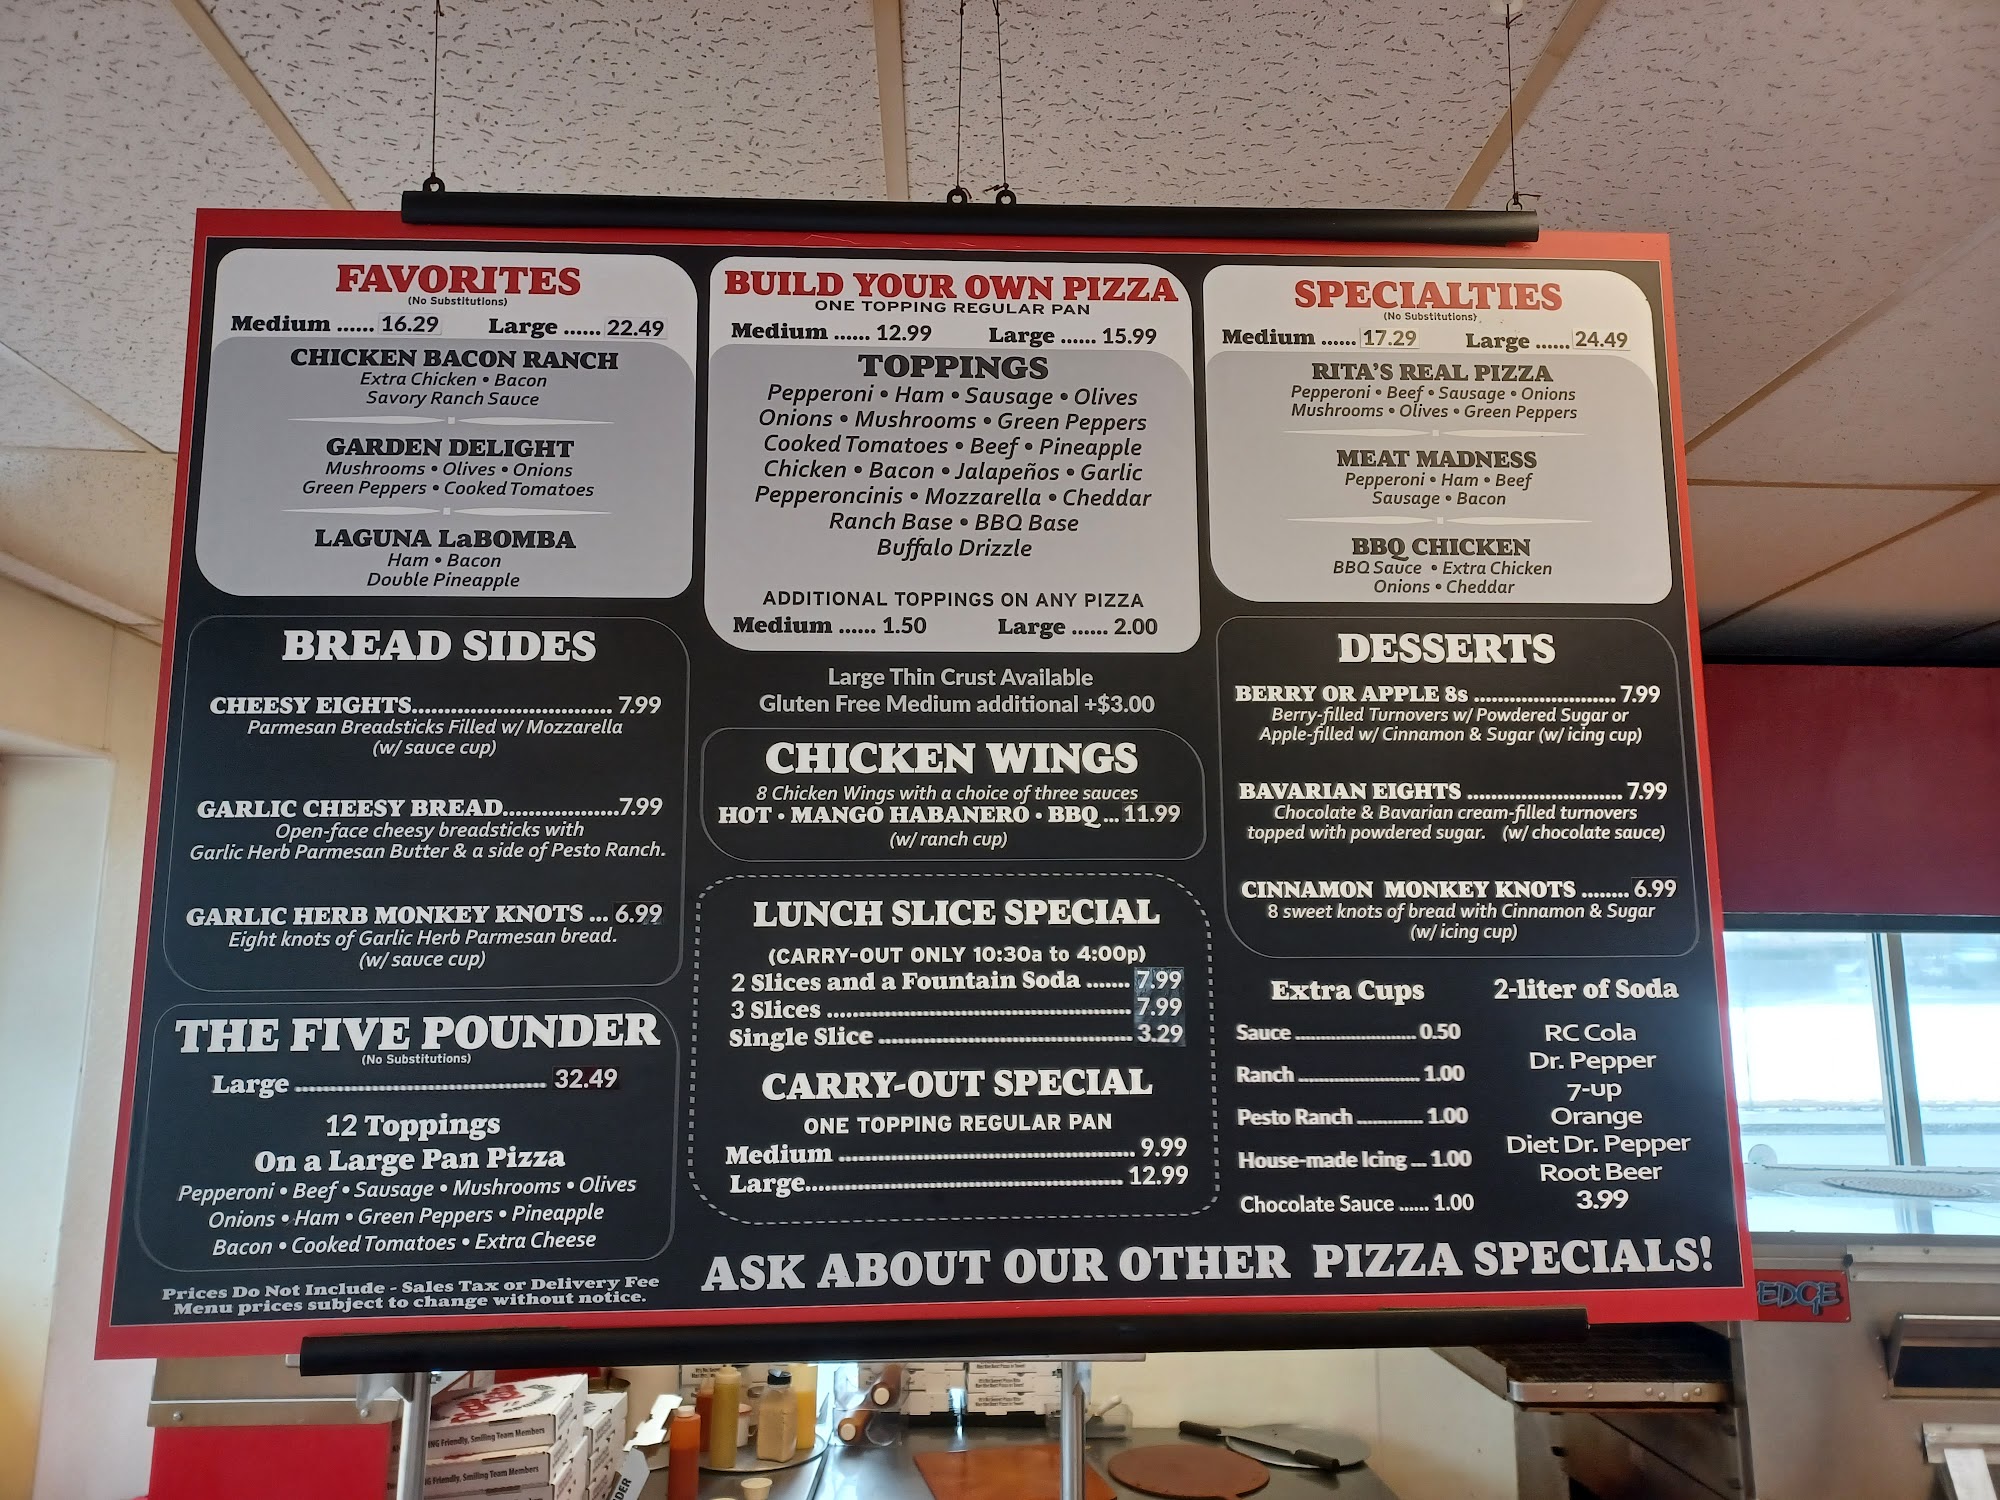 FAVORITES
(No Substitutions)
Medium ...... 16.29 Large ...... 22.49
CHICKEN BACON RANCH
Extra Chicken • Bacon
Savory Ranch Sauce
GARDEN DELIGHT
Mushrooms • Olives • Onions
Green Peppers • Cooked Tomatoes
LAGUNA LaBOMBA
Ham • Bacon
Double Pineapple
BREAD SIDES
CHEESY EIGHTS.............................. 7.99
Parmesan Breadsticks Filled w/ Mozzarella
(w/ sauce cup)
GARLIC CHEESY BREAD..................7.99
Open-face cheesy breadsticks with
Garlic Herb Parmesan Butter & a side of Pesto Ranch.
GARLIC HERB MONKEY KNOTS ... 6.99
Eight knots of Garlic Herb Parmesan bread.
(w/ sauce cup)
THE FIVE POUNDER
(No Substitutions)
Large ...................................... 32.49
12 Toppings
On a Large Pan Pizza
Pepperoni • Beef • Sausage • Mushrooms • Olives
Onions • Ham • Green Peppers • Pineapple
Bacon • Cooked Tomatoes • Extra Cheese
Prices Do Not Include - Sales Tax or Delivery Fee
Menu prices subject to change without notice.
BUILD YOUR OWN PIZZA
ONE TOPPING REGULAR PAN
Medium ...... 12.99 Large ...... 15.99
TOPPINGS
Pepperoni • Ham • Sausage • Olives
Onions • Mushrooms • Green Peppers
Cooked Tomatoes • Beef • Pineapple
Chicken • Bacon • Jalapeños • Garlic
Pepperoncinis • Mozzarella • Cheddar
Ranch Base • BBQ Base
Buffalo Drizzle
ADDITIONAL TOPPINGS ON ANY PIZZA
Medium ...... 1.50 Large ...... 2.00
Large Thin Crust Available
Gluten Free Medium additional +$3.00
CHICKEN WINGS
8 Chicken Wings with a choice of three sauces
HOT • MANGO HABANERO • BBQ ... 11.99
(w/ ranch cup)
LUNCH SLICE SPECIAL
(CARRY-OUT ONLY 10:30a to 4:00p)
2 Slices and a Fountain Soda ....... 7.99
3 Slices ................................................ 7.99
Single Slice ........................................ 3.29
CARRY-OUT SPECIAL
ONE TOPPING REGULAR PAN
Medium ............................................... 9.99
Large.................................................. 12.99
SPECIALTIES
(No Substitutions)
Medium ...... 17.29 Large ...... 24.49
RITA'S REAL PIZZA
Pepperoni • Beef • Sausage • Onions
Mushrooms • Olives • Green Peppers
MEAT MADNESS
Pepperoni • Ham • Beef
Sausage • Bacon
BBQ CHICKEN
BBQ Sauce • Extra Chicken
Onions • Cheddar
DESSERTS
BERRY OR APPLE 8s ....................... 7.99
Berry-filled Turnovers w/ Powdered Sugar or
Apple-filled w/ Cinnamon & Sugar (w/ icing cup)
BAVARIAN EIGHTS ......................... 7.99
Chocolate & Bavarian cream-filled turnovers
topped with powdered sugar. (w/ chocolate sauce)
CINNAMON MONKEY KNOTS ........ 6.99
8 sweet knots of bread with Cinnamon & Sugar
(w/ icing cup)
Extra Cups
Sauce ........................ 0.50
Ranch ........................ 1.00
Pesto Ranch ............. 1.00
House-made Icing ... 1.00
Chocolate Sauce ...... 1.00
2-liter of Soda
RC Cola
Dr. Pepper
7-up
Orange
Diet Dr. Pepper
Root Beer
3.99
ASK ABOUT OUR OTHER PIZZA SPECIALS!
EDGE
Friendly, Smiling Team Members
Friendly, Smiling Team Members